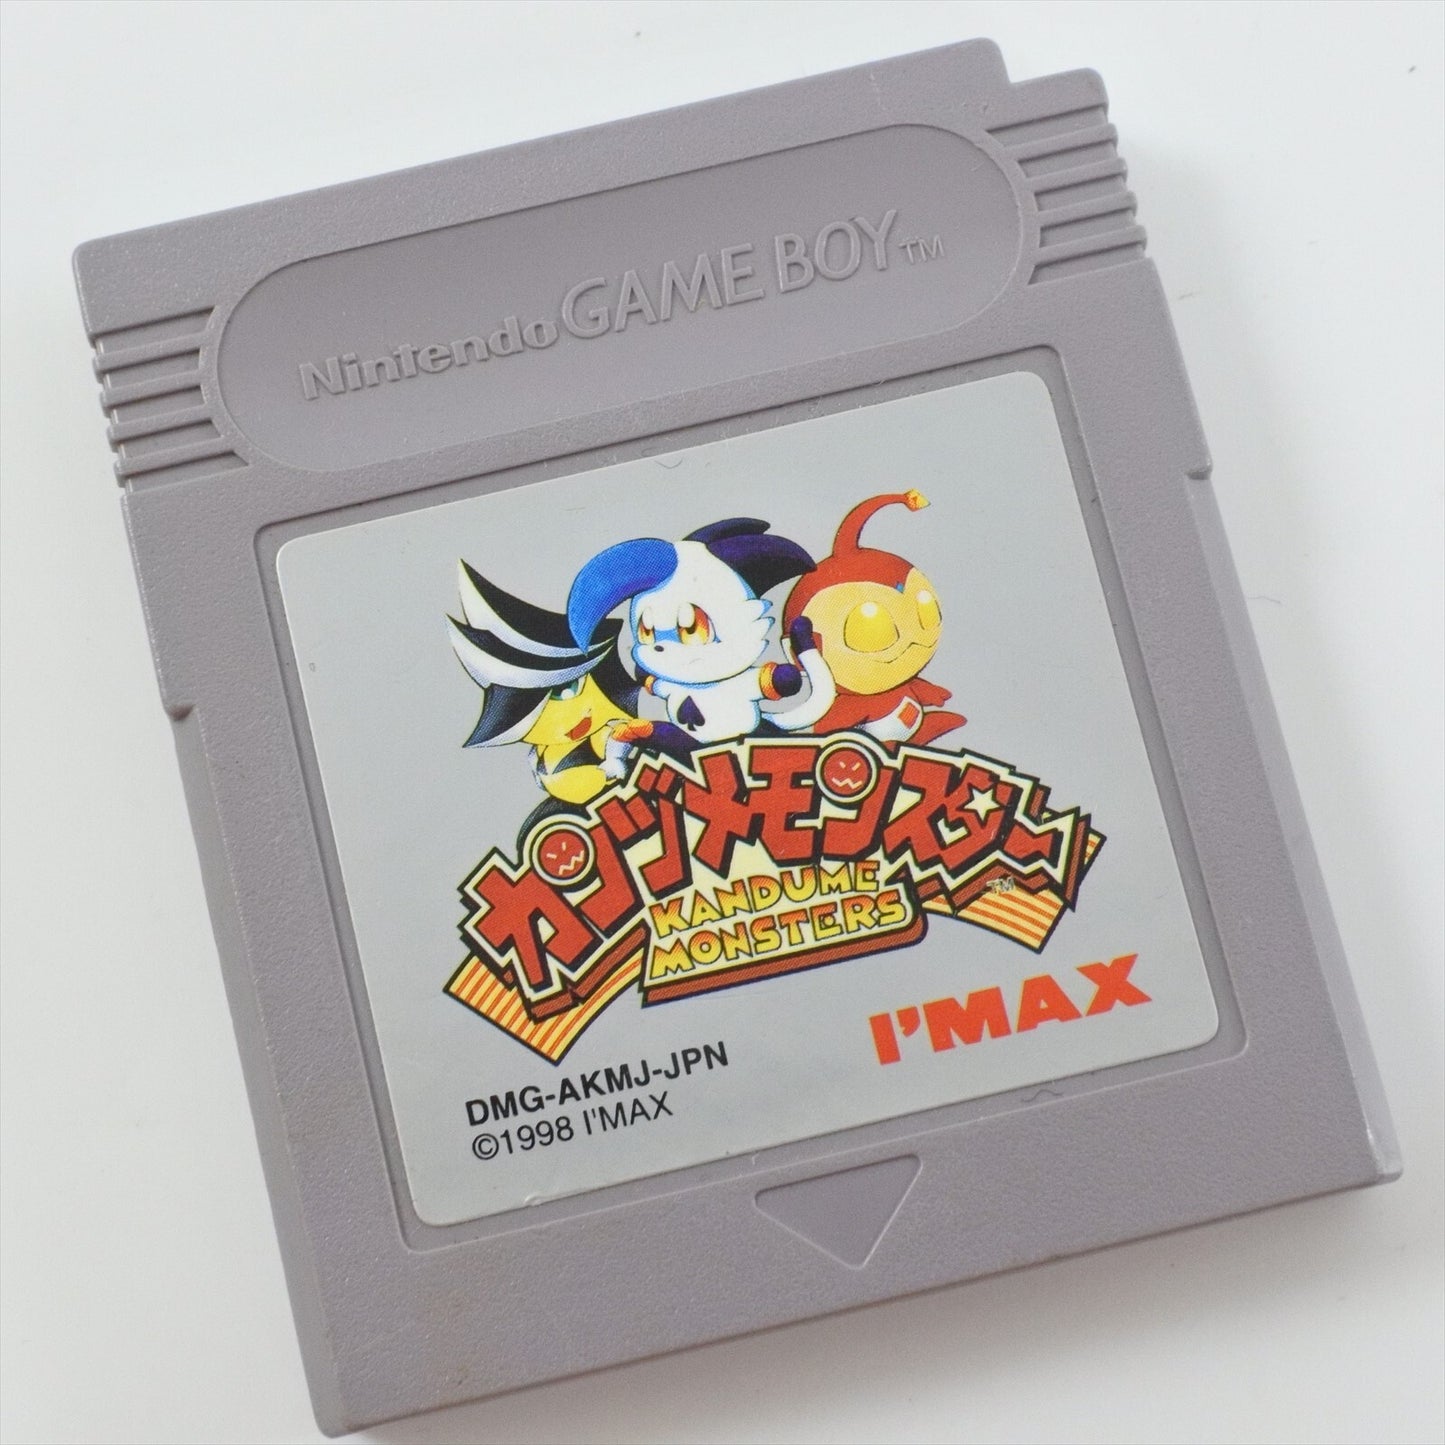 Nintendo GAME BOY™
カンヅメモンスター
KANDUME
MONSTERS
™
I'MAX
DMG-AKMJ-JPN
©1998 I'MAX